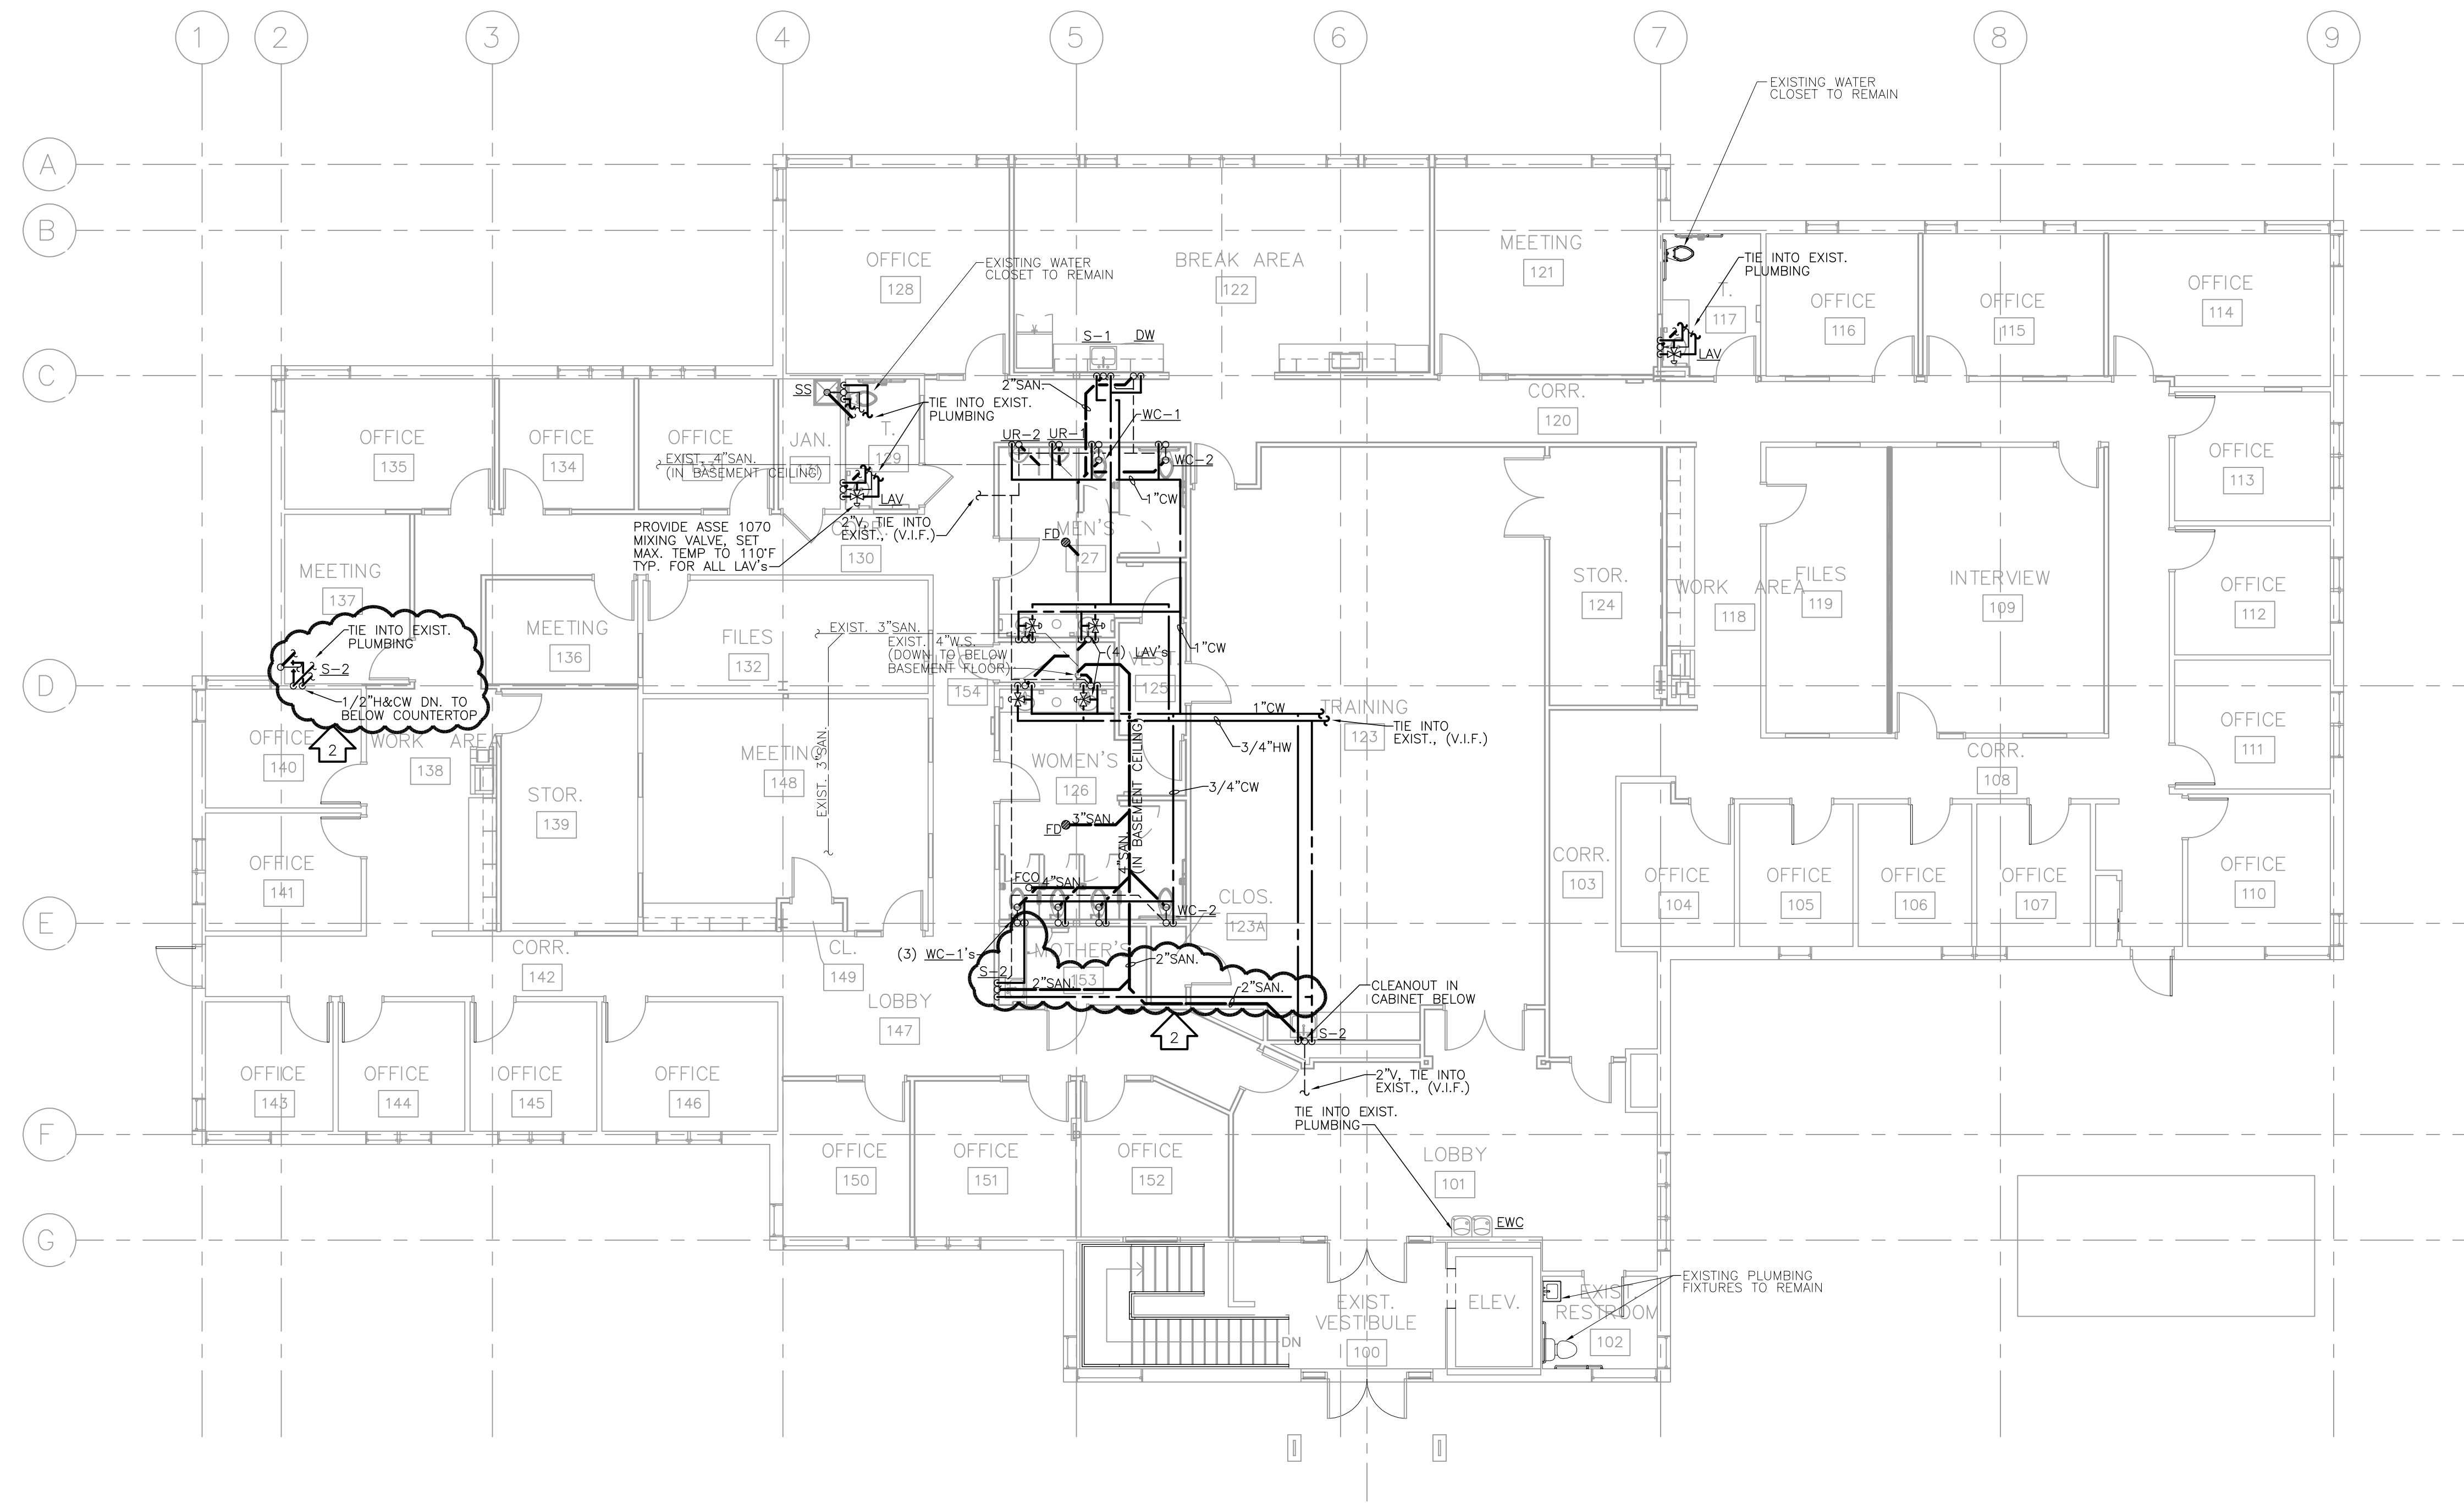 1
2
3
4
5
6
7
8
9
A
B
C
D
E
F
G
EXISTING WATER
CLOSET TO REMAIN
OFFICE
128
EXISTING WATER
CLOSET TO REMAIN
BREAK AREA
122
MEETING
121
TIE INTO EXIST.
PLUMBING
T.
117
LAV
OFFICE
116
OFFICE
115
OFFICE
114
S-1
DW
2"SAN.
WC-1
UR-2
UR-1
WC-2
1"CW
CORR.
120
SS
TIE INTO EXIST.
PLUMBING
T.
129
LAV
JAN.
131
OFFICE
135
OFFICE
134
OFFICE
133
EXIST. 4"SAN.
(IN BASEMENT CEILING)
PROVIDE ASSE 1070
MIXING VALVE, SET
MAX. TEMP TO 110°F
TYP. FOR ALL LAV's
2"V, TIE INTO
EXIST., (V.I.F.)
CORR.
130
FD
MEN'S
127
OFFICE
113
MEETING
137
TIE INTO EXIST.
PLUMBING
S-2
1/2"H&CW DN. TO
BELOW COUNTERTOP
2
MEETING
136
FILES
132
EXIST. 3"SAN.
EXIST. 4"W.S.
(DOWN TO BELOW
BASEMENT FLOOR)
154
(4) LAV's
1"CW
VEST.
125
STOR.
124
WORK AREA
118
FILES
119
INTERVIEW
109
OFFICE
112
OFFICE
111
OFFICE
140
WORK AREA
138
STOR.
139
MEETING
148
EXIST. 3"SAN.
WOMEN'S
126
1"CW
3/4"HW
TRAINING
123
TIE INTO
EXIST., (V.I.F.)
3/4"CW
CORR.
108
FD
3"SAN.
4"SAN.
(IN BASEMENT CEILING)
OFFICE
141
FCO
4"SAN.
WC-2
CLOS.
123A
CORR.
103
OFFICE
104
OFFICE
105
OFFICE
106
OFFICE
107
OFFICE
110
CORR.
142
CL.
149
(3) WC-1's
MOTHER'S
153
S-2
2"SAN.
2"SAN.
2"SAN.
2
CLEANOUT IN
CABINET BELOW
S-2
LOBBY
147
OFFICE
143
OFFICE
144
OFFICE
145
OFFICE
146
2"V, TIE INTO
EXIST., (V.I.F.)
TIE INTO EXIST.
PLUMBING
OFFICE
150
OFFICE
151
OFFICE
152
LOBBY
101
EWC
EXISTING PLUMBING
FIXTURES TO REMAIN
EXIST.
RESTROOM
102
ELEV.
EXIST.
VESTIBULE
100
DN